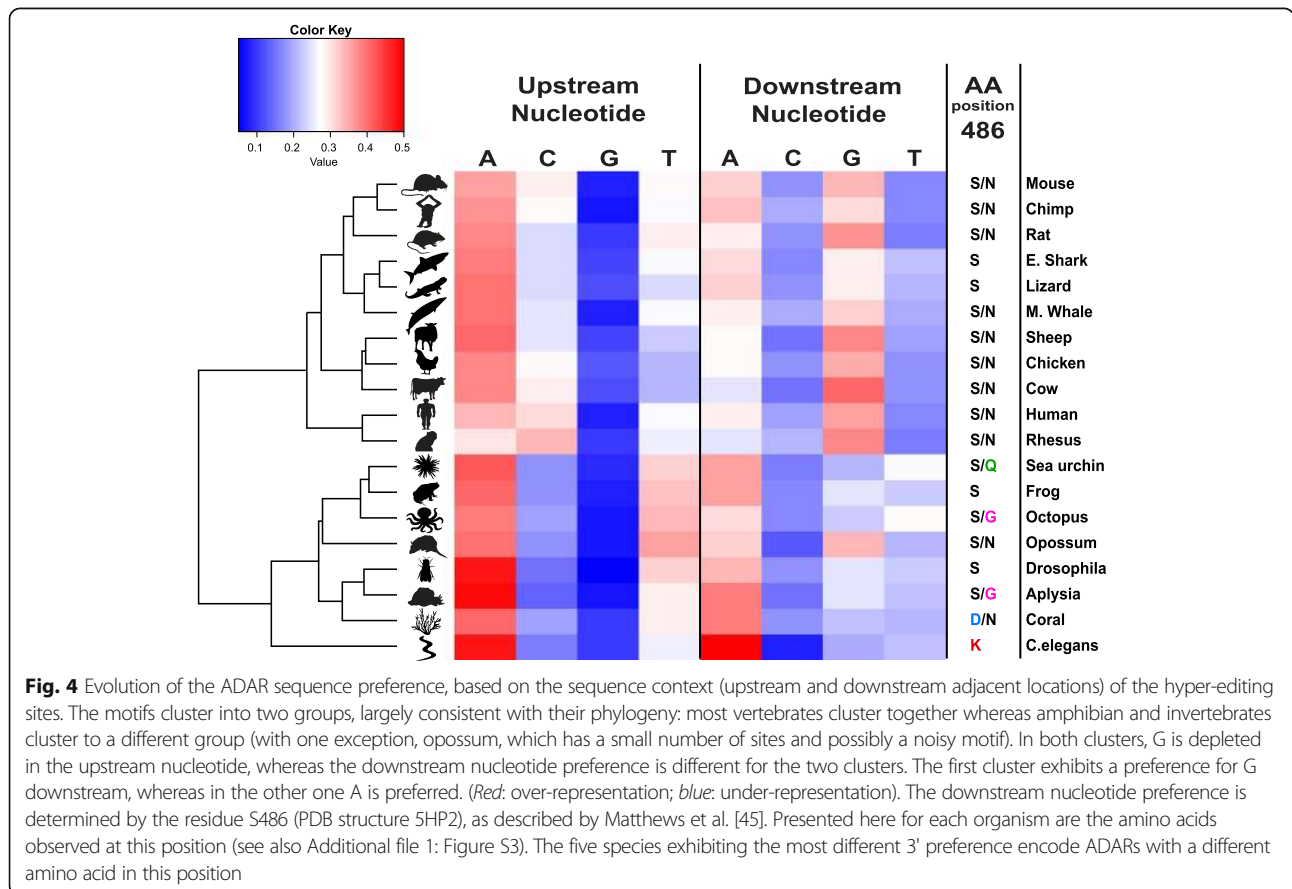 Color Key
0.1 0.2 0.3 0.4 0.5
Value
Upstream
Nucleotide
Downstream
Nucleotide
AA
position
486
A C G T A C G T
S/N Mouse
S/N Chimp
S/N Rat
S E. Shark
S Lizard
S/N M. Whale
S/N Sheep
S/N Chicken
S/N Cow
S/N Human
S/N Rhesus
S/Q Sea urchin
S Frog
S/G Octopus
S/N Opossum
S Drosophila
S/G Aplysia
D/N Coral
K C.elegans
Fig. 4 Evolution of the ADAR sequence preference, based on the sequence context (upstream and downstream adjacent locations) of the hyper-editing
sites. The motifs cluster into two groups, largely consistent with their phylogeny: most vertebrates cluster together whereas amphibian and invertebrates
cluster to a different group (with one exception, opossum, which has a small number of sites and possibly a noisy motif). In both clusters, G is depleted
in the upstream nucleotide, whereas the downstream nucleotide preference is different for the two clusters. The first cluster exhibits a preference for G
downstream, whereas in the other one A is preferred. (Red: over-representation; blue: under-representation). The downstream nucleotide preference is
determined by the residue S486 (PDB structure 5HP2), as described by Matthews et al. [45]. Presented here for each organism are the amino acids
observed at this position (see also Additional file 1: Figure S3). The five species exhibiting the most different 3' preference encode ADARs with a different
amino acid in this position